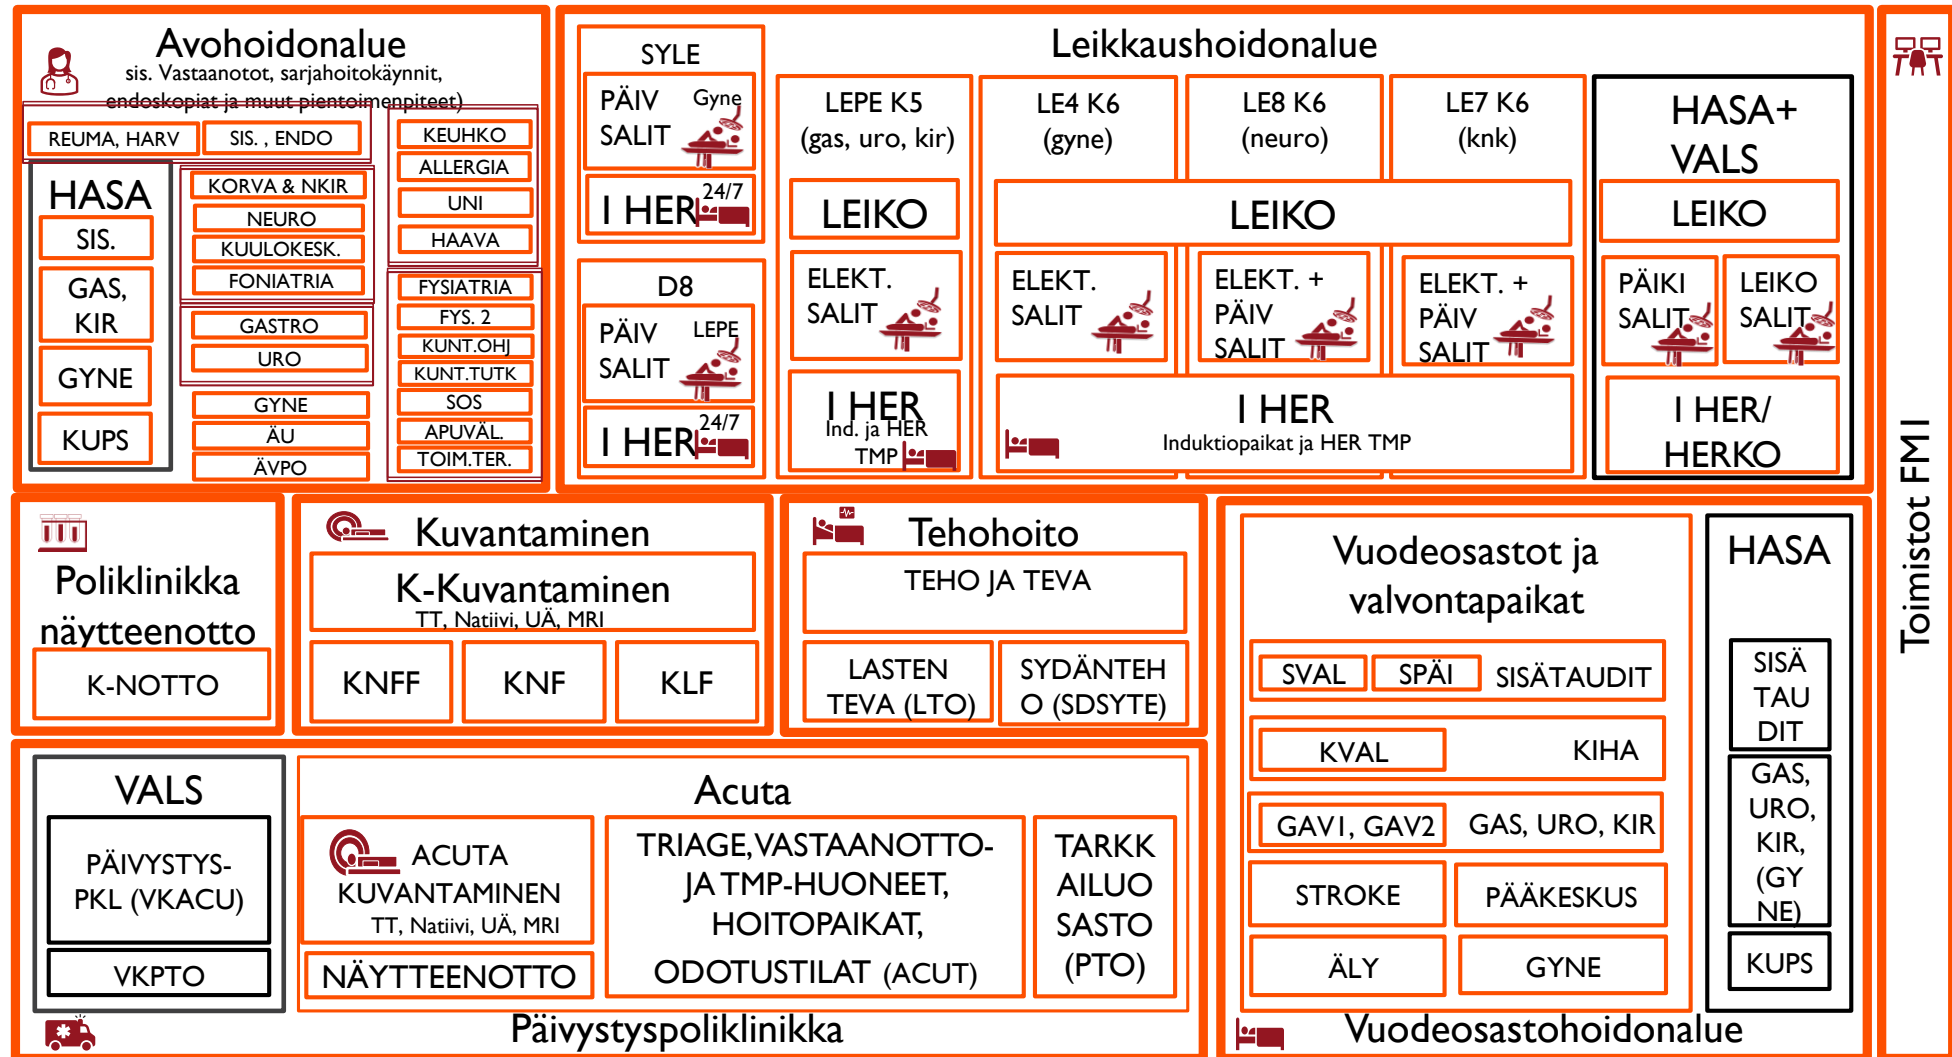 Avohoidonalue
sis. Vastaanotot, sarjahoitokäynnit,
endoskopiat ja muut pientoimenpiteet)
REUMA, HARV
SIS. , ENDO
HASA
SIS.
GAS,
KIR
GYNE
KUPS
KORVA & NKIR
NEURO
KUULOKESK.
FONIATRIA
GASTRO
URO
GYNE
ÄU
ÄVPO
KEUHKO
ALLERGIA
UNI
HAAVA
FYSIATRIA
FYS. 2
KUNT.OHJ
KUNT.TUTK
SOS
APUVÄL.
TOIM.TER.
Leikkaushoidonalue
SYLE
PÄIV
SALIT
Gyne
I HER
24/7
D8
PÄIV
SALIT
LEPE
I HER
24/7
LEPE K5
(gas, uro, kir)
LEIKO
ELEKT.
SALIT
I HER
Ind. ja HER
TMP
LE4 K6
(gyne)
LE8 K6
(neuro)
LE7 K6
(knk)
LEIKO
ELEKT.
SALIT
ELEKT. +
PÄIV
SALIT
ELEKT. +
PÄIV
SALIT
I HER
Induktiopaikat ja HER TMP
HASA+
VALS
LEIKO
PÄIKI
SALIT
LEIKO
SALIT
I HER/
HERKO
Toimistot FM1
Poliklinikka
näytteenotto
K-NOTTO
Kuvantaminen
K-Kuvantaminen
TT, Natiivi, UÄ, MRI
KNFF
KNF
KLF
Tehohoito
TEHO JA TEVA
LASTEN
TEVA (LTO)
SYDÄNTEH
O (SDSYTE)
Vuodeosastot ja
valvontapaikat
SVAL
SPÄI
SISÄTAUDIT
KVAL
KIHA
GAV1, GAV2
GAS, URO, KIR
STROKE
PÄÄKESKUS
ÄLY
GYNE
HASA
SISÄ
TAU
DIT
GAS,
URO,
KIR,
(GY
NE)
KUPS
Vuodeosastohoidonalue
VALS
PÄIVYSTYS-
PKL (VKACU)
VKPTO
Acuta
ACUTA
KUVANTAMINEN
TT, Natiivi, UÄ, MRI
NÄYTTEENOTTO
TRIAGE, VASTAANOTTO-
JA TMP-HUONEET,
HOITOPAIKAT,
ODOTUSTILAT (ACUT)
TARKK
AILUO
SASTO
(PTO)
Päivystyspoliklinikka